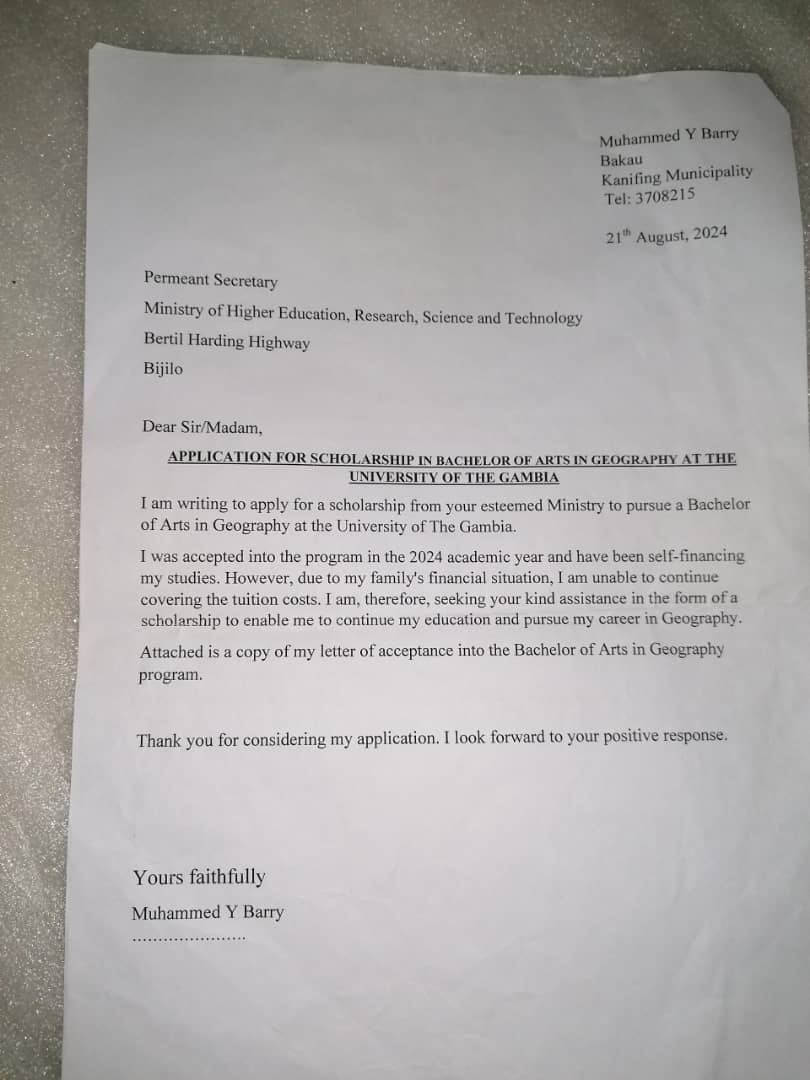 Muhammed Y Barry
Bakau
Kanifing Municipality
Tel: 3708215
21th August, 2024
Permeant Secretary
Ministry of Higher Education, Research, Science and Technology
Bertil Harding Highway
Bijilo
Dear Sir/Madam,
APPLICATION FOR SCHOLARSHIP IN BACHELOR OF ARTS IN GEOGRAPHY AT THE
UNIVERSITY OF THE GAMBIA
I am writing to apply for a scholarship from your esteemed Ministry to pursue a Bachelor
of Arts in Geography at the University of The Gambia.
I was accepted into the program in the 2024 academic year and have been self-financing
my studies. However, due to my family's financial situation, I am unable to continue
covering the tuition costs. I am, therefore, seeking your kind assistance in the form of a
scholarship to enable me to continue my education and pursue my career in Geography.
Attached is a copy of my letter of acceptance into the Bachelor of Arts in Geography
program.
Thank you for considering my application. I look forward to your positive response.
Yours faithfully
Muhammed Y Barry
......................